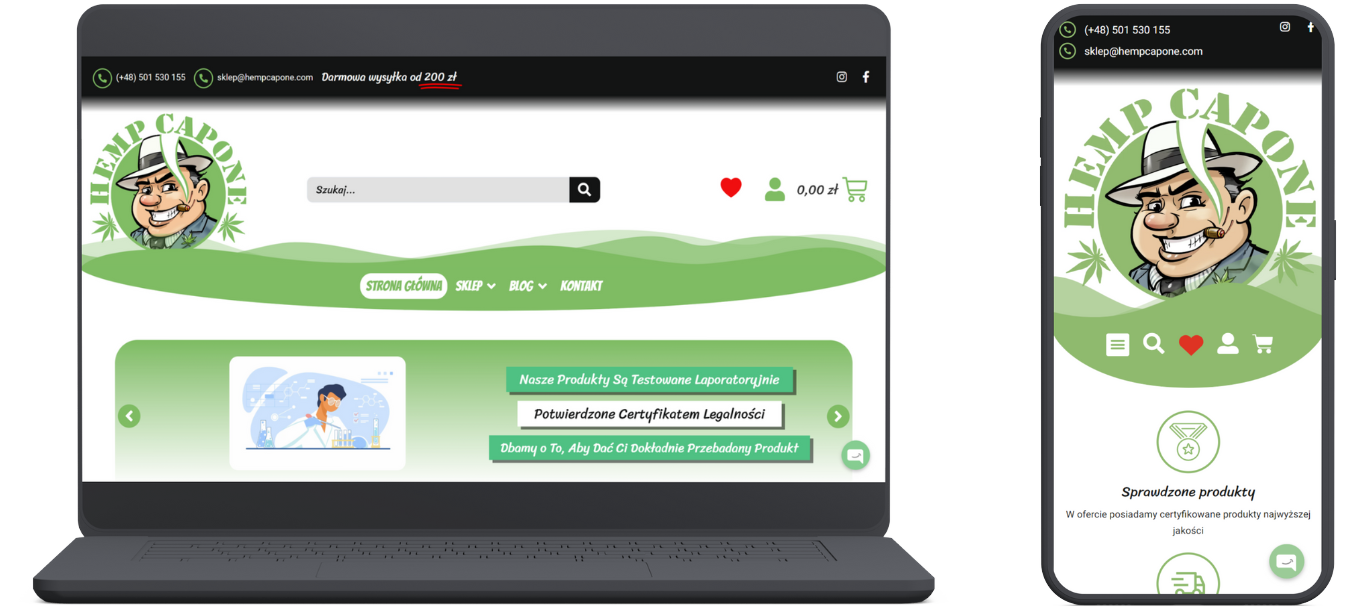 (+48) 501 530 155 sklep@hempcapone.com Darmowa wysyłka od 200 zł
HEMP CAPONE
Szukaj...
0,00 zł
STRONA GŁÓWNA SKLEP BLOG KONTAKT
Nasze Produkty Są Testowane Laporatoryjnie
Potwierdzone Certyfikatem Legalności
Dbamy o To, Aby Dać Ci Dokładnie Przebadany Produkt
(+48) 501 530 155
sklep@hempcapone.com
HEMP CAPONE
Sprawdzone produkty
W ofercie posiadamy certyfikowane produkty najwyższej
jakości